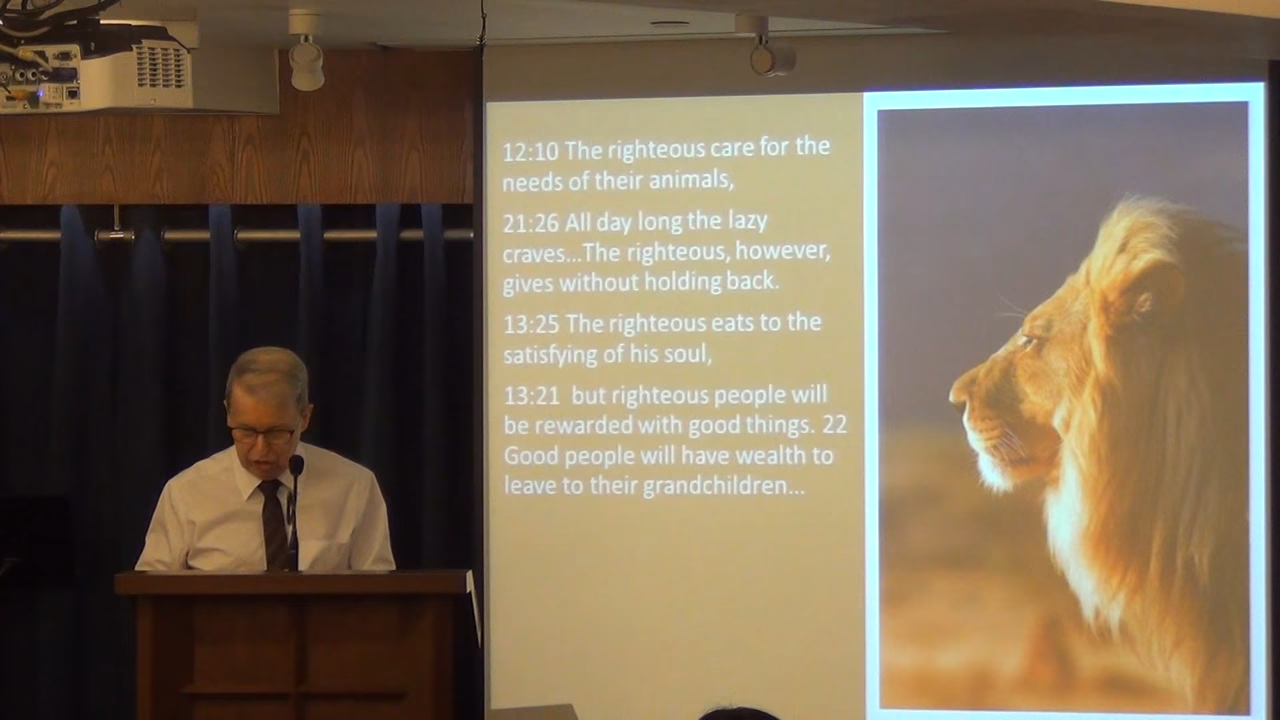 12:10 The righteous care for the
needs of their animals,
21:26 All day long the lazy
craves...The righteous, however,
gives without holding back.
13:25 The righteous eats to the
satisfying of his soul,
13:21  but righteous people will
be rewarded with good things. 22
Good people will have wealth to
leave to their grandchildren...